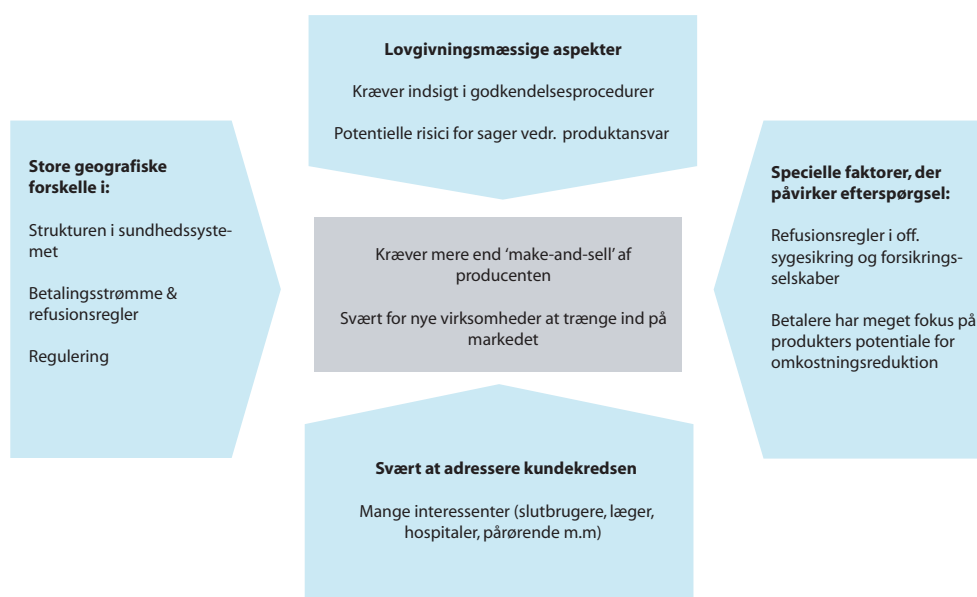 Lovgivningsmæssige aspekter
Kræver indsigt i godkendelsesprocedurer
Potentielle risici for sager vedr. produktansvar
Store geografiske
forskelle i:
Strukturen i sundhedssyste-
met
Betalingsstrømme &
refusionsregler
Regulering
Kræver mere end ‘make-and-sell’ af
producenten
Svært for nye virksomheder at trænge ind på
markedet
Specielle faktorer, der
påvirker efterspørgsel:
Refusionsregler i off.
sygesikring og forsikrings-
selskaber
Betalere har meget fokus på
produkters potentiale for
omkostningsreduktion
Svært at adressere kundekredsen
Mange interessenter (slutbrugere, læger,
hospitaler, pårørende m.m)